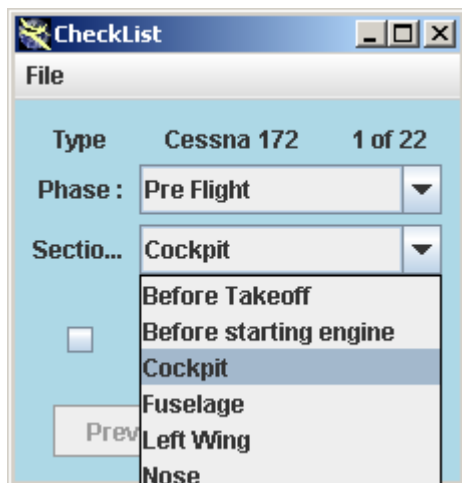 CheckList
File
Type Cessna 172 1 of 22
Phase : Pre Flight
Sectio... Cockpit
Before Takeoff
Before starting engine
Cockpit
Fuselage
Prev
Left Wing
Nose